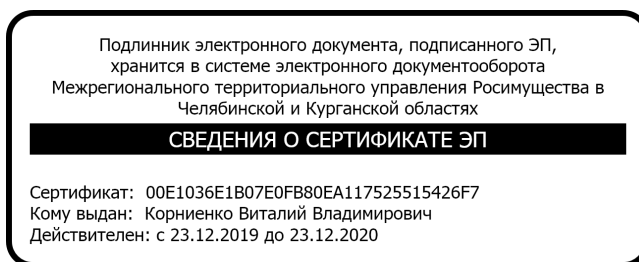 Подлинник электронного документа, подписанного ЭП,
хранится в системе электронного документооборота
Межрегионального территориального управления Росимущества в
Челябинской и Курганской областях
СВЕДЕНИЯ О СЕРТИФИКАТЕ ЭП
Сертификат: 00E1036E1B07E0FB80EA117525515426F7
Кому выдан: Корниенко Виталий Владимирович
Действителен: с 23.12.2019 до 23.12.2020